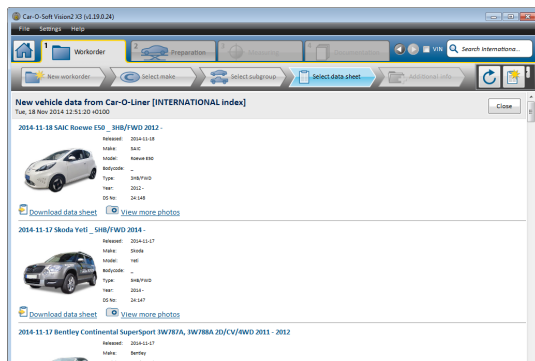 Car-O-Soft Vision2 X3 (v1.19.0.24)
File Settings Help
1 Workorder
2 Preparation
3 Measuring
4 Documentation
VIN
Search Internationa...
New workorder
Select make
Select subgroup
Select data sheet
Additional info.
New vehicle data from Car-O-Liner [INTERNATIONAL index]
Tue, 18 Nov 2014 12:51:20 +0100
Close
2014-11-18 SAIC Roewe E50 _ 3HB/FWD 2012 -
Released: 2014-11-18
Make: SAIC
Model: Roewe E50
Bodycode: _
Type: 3HB/FWD
Year: 2012 -
DS No: 24:148
Download data sheet View more photos
2014-11-17 Skoda Yeti _ 5HB/FWD 2014 -
Released: 2014-11-17
Make: Skoda
Model: Yeti
Bodycode: _
Type: 5HB/FWD
Year: 2014 -
DS No: 24:147
Download data sheet View more photos
2014-11-17 Bentley Continental SuperSport 3W787A, 3W788A 2D/CV/4WD 2011 - 2012
Released: 2014-11-17
Make: Bentley